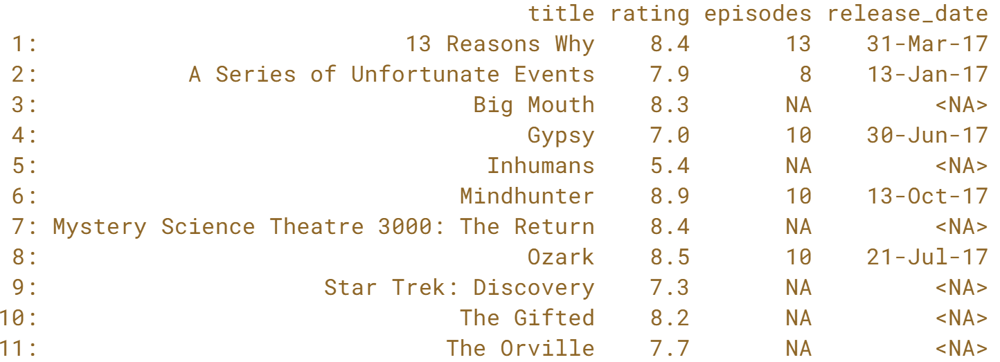 title rating episodes release_date
1: 13 Reasons Why 8.4 13 31-Mar-17
2: A Series of Unfortunate Events 7.9 8 13-Jan-17
3: Big Mouth 8.3 NA <NA>
4: Gypsy 7.0 10 30-Jun-17
5: Inhumans 5.4 NA <NA>
6: Mindhunter 8.9 10 13-Oct-17
7: Mystery Science Theatre 3000: The Return 8.4 NA <NA>
8: Ozark 8.5 10 21-Jul-17
9: Star Trek: Discovery 7.3 NA <NA>
10: The Gifted 8.2 NA <NA>
11: The Orville 7.7 NA <NA>